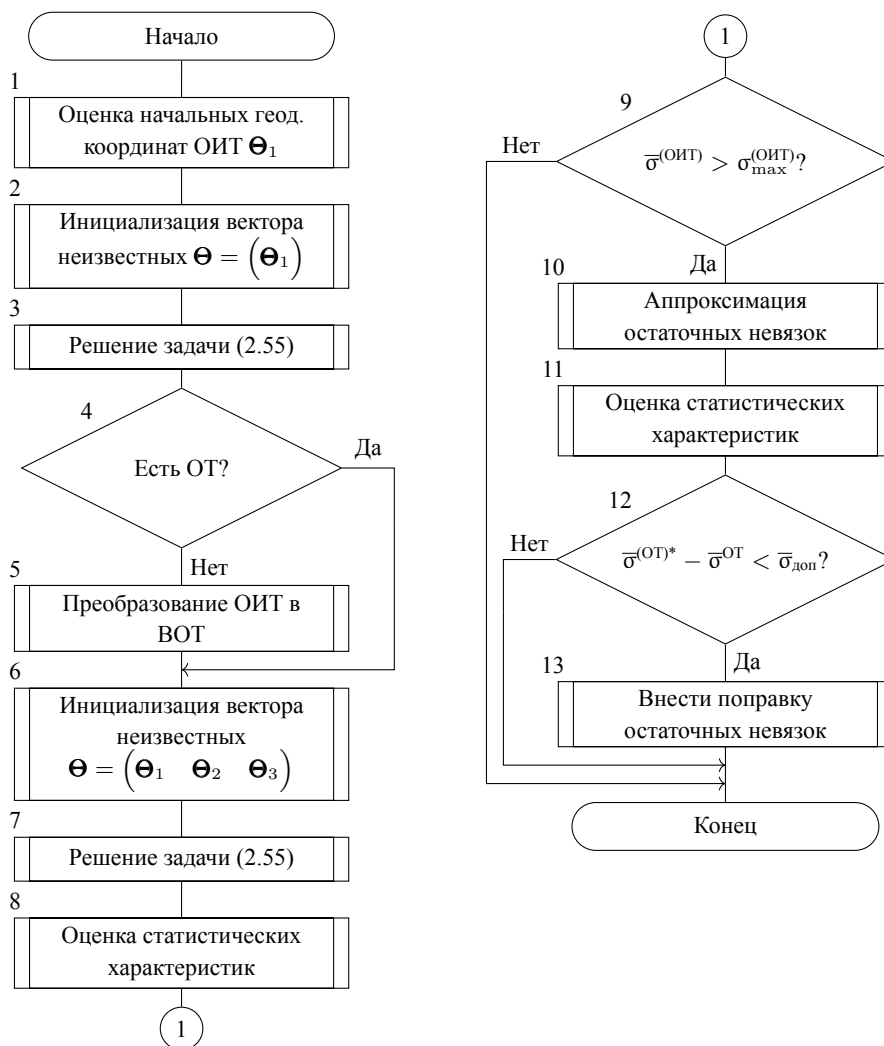 Начало
1
Оценка начальных геод.
координат ОИТ Θ₁
2
Инициализация вектора
неизвестных Θ = (Θ₁)
3
Решение задачи (2.55)
4
Есть ОТ?
Да
Нет
5
Преобразование ОИТ в
ВОТ
6
Инициализация вектора
неизвестных
Θ = (Θ₁ Θ₂ Θ₃)
7
Решение задачи (2.55)
8
Оценка статистических
характеристик
1
1
9
Нет
σ̅⁽ᴼᴵᵀ⁾ > σₘₐₓ⁽ᴼᴵᵀ⁾?
Да
10
Аппроксимация
остаточных невязок
11
Оценка статистических
характеристик
12
Нет
σ̅^(ОТ)* − σ̅^ОТ < σ̅_доп?
Да
13
Внести поправку
остаточных невязок
Конец